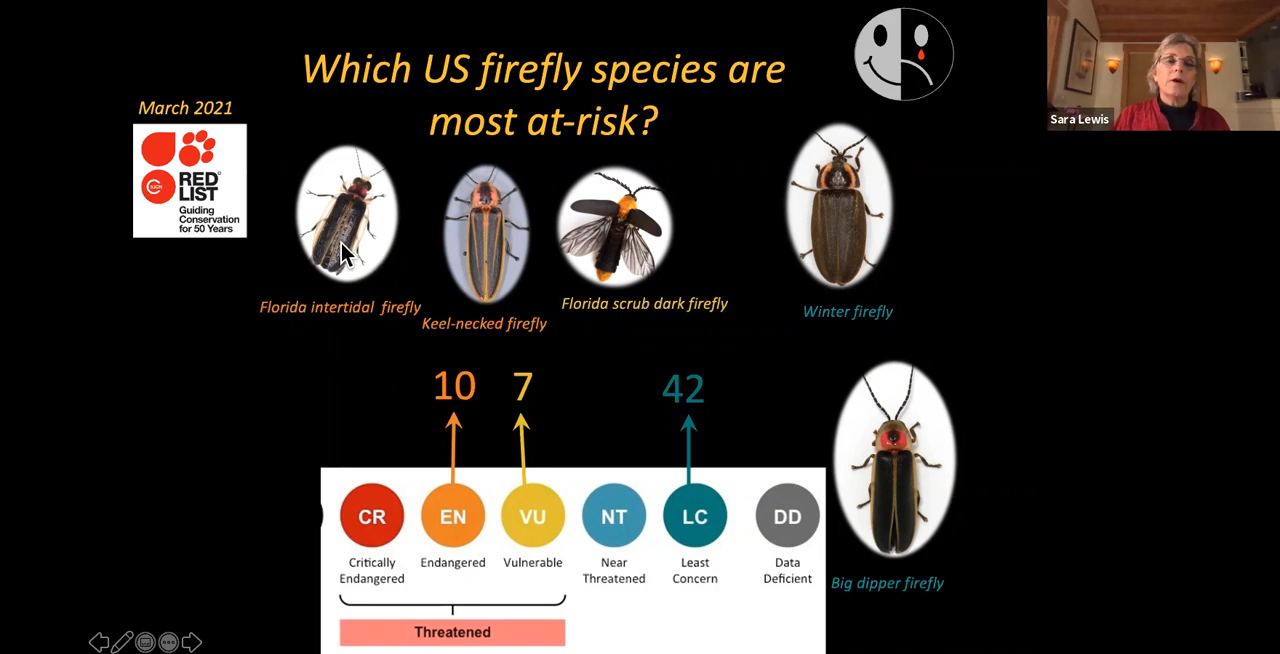 Which US firefly species are
most at-risk?
Sara Lewis
March 2021
RED
LIST
Guiding
Conservation
for 50 Years
Florida intertidal firefly
Keel-necked firefly
Florida scrub dark firefly
Winter firefly
10
7
42
CR
EN
VU
NT
LC
DD
Critically
Endangered
Endangered
Vulnerable
Near
Threatened
Least
Concern
Data
Deficient
Threatened
Big dipper firefly